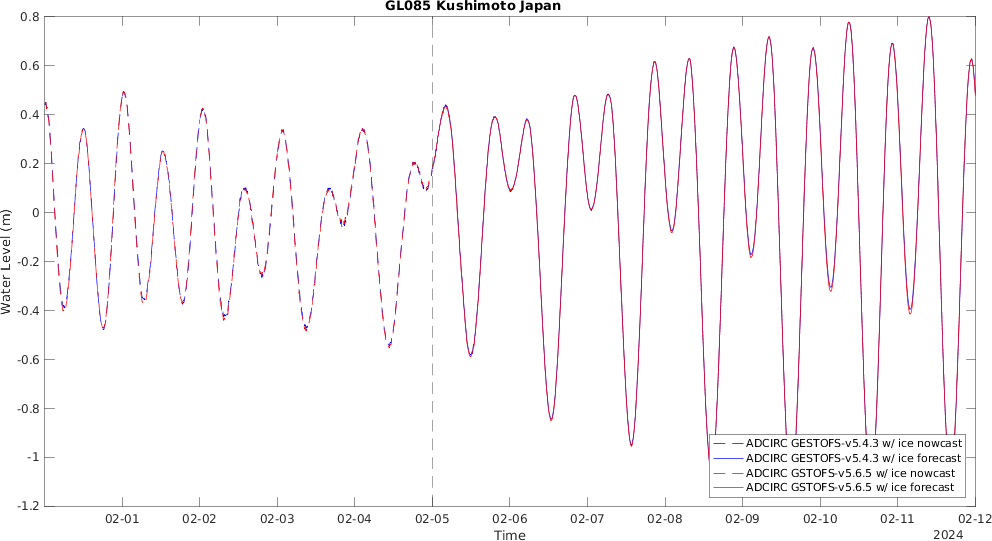 GL085 Kushimoto Japan
Water Level (m)
0.8
0.6
0.4
0.2
0
-0.2
-0.4
-0.6
-0.8
-1
-1.2
ADCIRC GESTOFS-v5.4.3 w/ ice nowcast
ADCIRC GESTOFS-v5.4.3 w/ ice forecast
ADCIRC GSTOFS-v5.6.5 w/ ice nowcast
ADCIRC GSTOFS-v5.6.5 w/ ice forecast
02-01 02-02 02-03 02-04 02-05 02-06 02-07 02-08 02-09 02-10 02-11 02-12
Time
2024